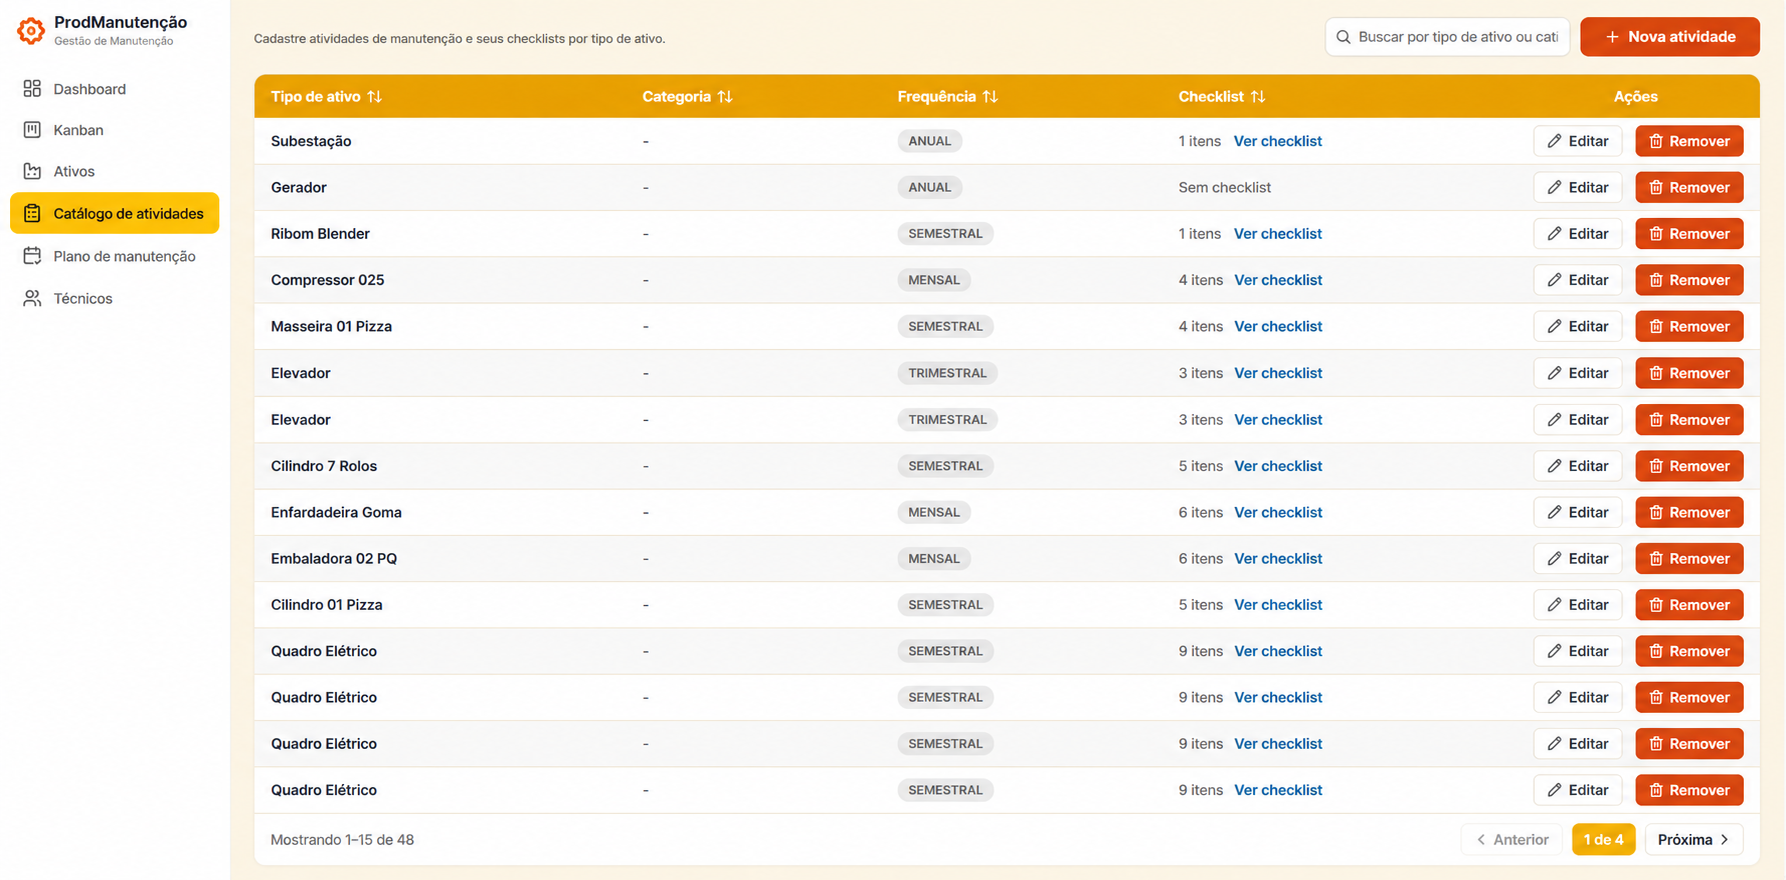 ProdManutenção
Gestão de Manutenção
Dashboard
Kanban
Ativos
Catálogo de atividades
Plano de manutenção
Técnicos
Cadastre atividades de manutenção e seus checklists por tipo de ativo.
Buscar por tipo de ativo ou cati
+ Nova atividade
Tipo de ativo Categoria Frequência Checklist Ações
Subestação - ANUAL 1 itens Ver checklist Editar Remover
Gerador - ANUAL Sem checklist Editar Remover
Ribom Blender - SEMESTRAL 1 itens Ver checklist Editar Remover
Compressor 025 - MENSAL 4 itens Ver checklist Editar Remover
Masseira 01 Pizza - SEMESTRAL 4 itens Ver checklist Editar Remover
Elevador - TRIMESTRAL 3 itens Ver checklist Editar Remover
Elevador - TRIMESTRAL 3 itens Ver checklist Editar Remover
Cilindro 7 Rolos - SEMESTRAL 5 itens Ver checklist Editar Remover
Enfardadeira Goma - MENSAL 6 itens Ver checklist Editar Remover
Embaladora 02 PQ - MENSAL 6 itens Ver checklist Editar Remover
Cilindro 01 Pizza - SEMESTRAL 5 itens Ver checklist Editar Remover
Quadro Elétrico - SEMESTRAL 9 itens Ver checklist Editar Remover
Quadro Elétrico - SEMESTRAL 9 itens Ver checklist Editar Remover
Quadro Elétrico - SEMESTRAL 9 itens Ver checklist Editar Remover
Quadro Elétrico - SEMESTRAL 9 itens Ver checklist Editar Remover
Mostrando 1–15 de 48
Anterior 1 de 4 Próxima